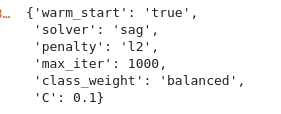 {'warm_start': 'true',
'solver': 'sag',
'penalty': 'l2',
'max_iter': 1000,
'class_weight': 'balanced',
'C': 0.1}